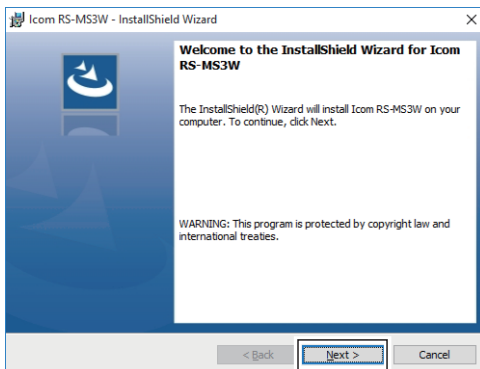 Icom RS-MS3W - InstallShield Wizard
Welcome to the InstallShield Wizard for Icom
RS-MS3W
The InstallShield(R) Wizard will install Icom RS-MS3W on your
computer. To continue, click Next.
WARNING: This program is protected by copyright law and
international treaties.
< Back Next > Cancel